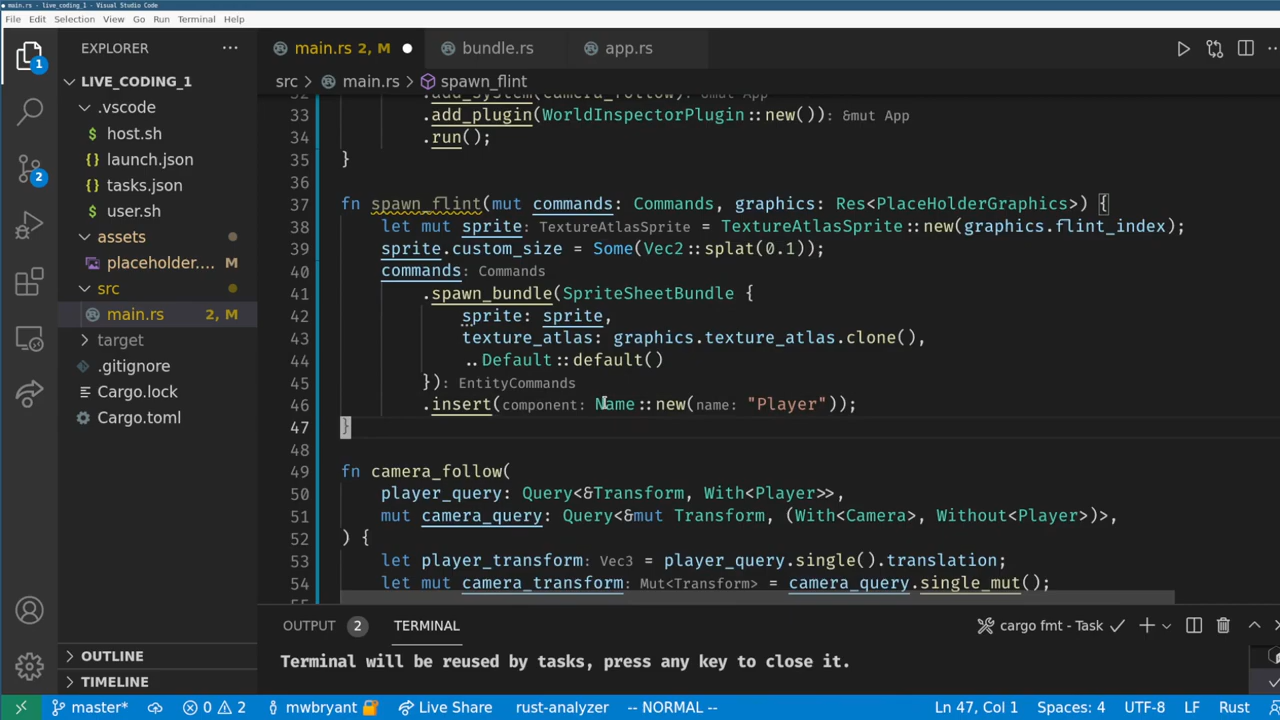 main.rs - live_coding_1 - Visual Studio Code
File Edit Selection View Go Run Terminal Help
EXPLORER
main.rs 2, M
bundle.rs
app.rs
LIVE_CODING_1
src > main.rs > spawn_flint
.vscode
host.sh
launch.json
tasks.json
user.sh
assets
placeholder.... M
src
main.rs 2, M
target
.gitignore
Cargo.lock
Cargo.toml
OUTLINE
TIMELINE
1
2
32 .add_system(camera_follow): &mut App
33 .add_plugin(WorldInspectorPlugin::new()): &mut App
34 .run();
35 }
36
37 fn spawn_flint(mut commands: Commands, graphics: Res<PlaceHolderGraphics>) {
38 let mut sprite: TextureAtlasSprite = TextureAtlasSprite::new(graphics.flint_index);
39 sprite.custom_size = Some(Vec2::splat(0.1));
40 commands: Commands
41 .spawn_bundle(SpriteSheetBundle {
42 sprite: sprite,
43 texture_atlas: graphics.texture_atlas.clone(),
44 ..Default::default()
45 }): EntityCommands
46 .insert(component: Name::new(name: "Player"));
47 }
48
49 fn camera_follow(
50 player_query: Query<&Transform, With<Player>>,
51 mut camera_query: Query<&mut Transform, (With<Camera>, Without<Player>)>,
52 ) {
53 let player_transform: Vec3 = player_query.single().translation;
54 let mut camera_transform: Mut<Transform> = camera_query.single_mut();
OUTPUT 2 TERMINAL
cargo fmt - Task
Terminal will be reused by tasks, press any key to close it.
master* 0 2 mwbryant Live Share rust-analyzer -- NORMAL -- Ln 47, Col 1 Spaces: 4 UTF-8 LF Rust